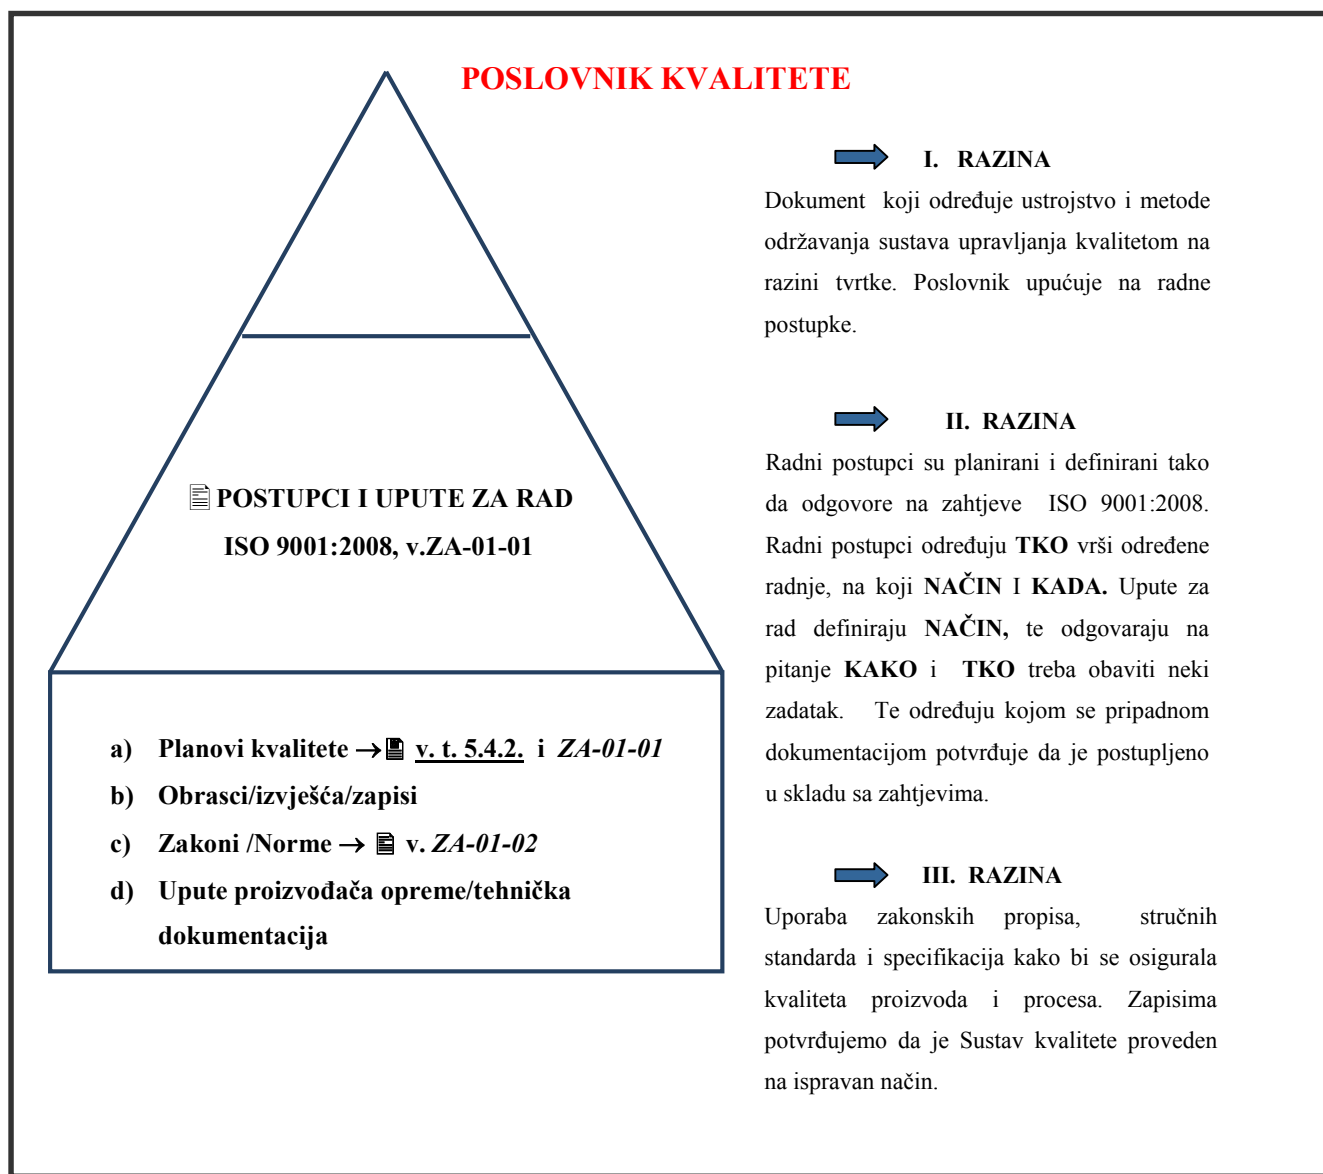 POSLOVNIK KVALITETE
I. RAZINA
Dokument koji određuje ustrojstvo i metode
održavanja sustava upravljanja kvalitetom na
razini tvrtke. Poslovnik upućuje na radne
postupke.
POSTUPCI I UPUTE ZA RAD
ISO 9001:2008, v.ZA-01-01
II. RAZINA
Radni postupci su planirani i definirani tako
da odgovore na zahtjeve ISO 9001:2008.
Radni postupci određuju TKO vrši određene
radnje, na koji NAČIN I KADA. Upute za
rad definiraju NAČIN, te odgovaraju na
pitanje KAKO i TKO treba obaviti neki
zadatak. Te određuju kojom se pripadnom
dokumentacijom potvrđuje da je postupljeno
u skladu sa zahtjevima.
a) Planovi kvalitete → v. t. 5.4.2. i ZA-01-01
b) Obrasci/izvješća/zapisi
c) Zakoni /Norme → v. ZA-01-02
d) Upute proizvođača opreme/tehnička
dokumentacija
III. RAZINA
Uporaba zakonskih propisa, stručnih
standarda i specifikacija kako bi se osigurala
kvaliteta proizvoda i procesa. Zapisima
potvrđujemo da je Sustav kvalitete proveden
na ispravan način.